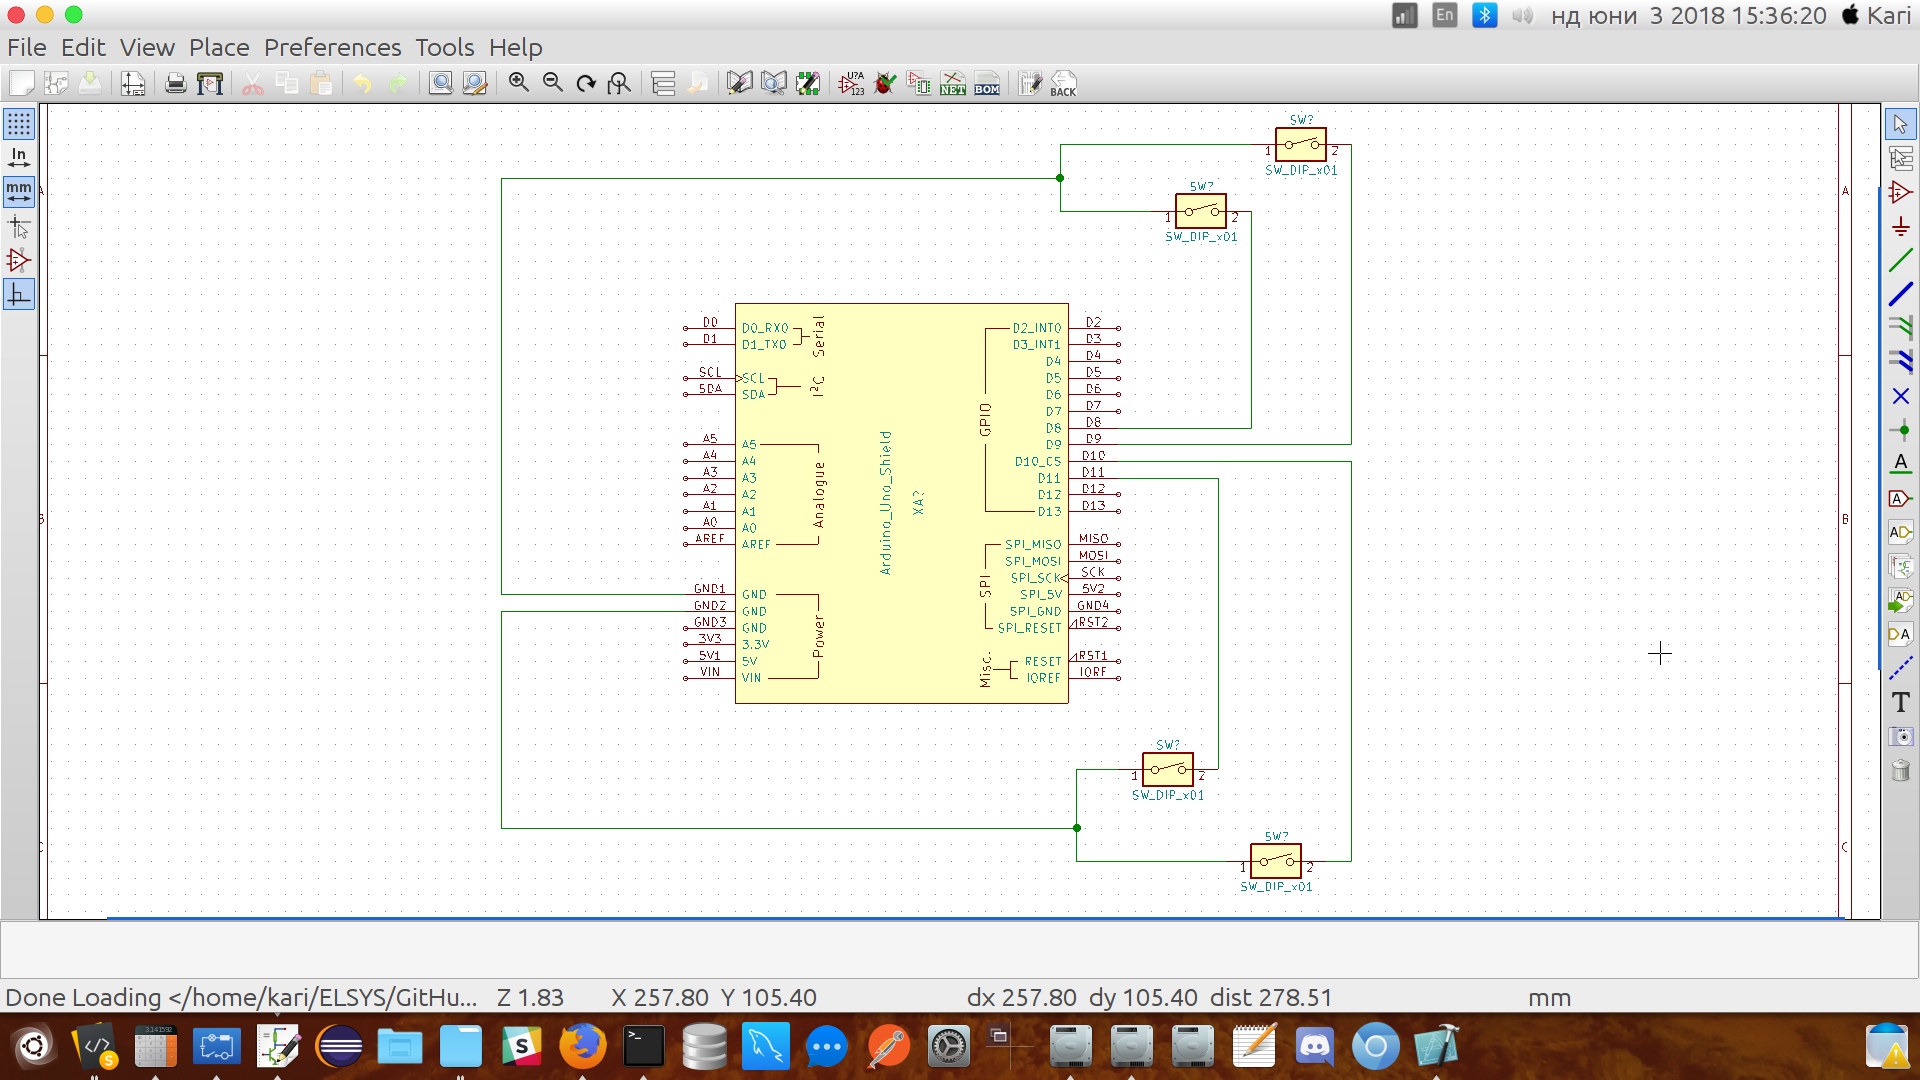 En нд юни 3 2018 15:36:20 Kari
File Edit View Place Preferences Tools Help
U?A
123
NET
BOM
BACK
In
mm
A
B
C
A
B
C
SW?
1 2
SW_DIP_x01
SW?
1 2
SW_DIP_x01
D0 D0_RX0
D1 D1_TX0
Serial
SCL SCL
SDA SDA
I²C
A5 A5
A4 A4
A3 A3
A2 A2
A1 A1
A0 A0
AREF AREF
Analogue
GND1 GND
GND2 GND
GND3 GND
3V3 3.3V
5V1 5V
VIN VIN
Power
Arduino_Uno_Shield
XA?
GPIO
D2_INT0 D2
D3_INT1 D3
D4 D4
D5 D5
D6 D6
D7 D7
D8 D8
D9 D9
D10_CS D10
D11 D11
D12 D12
D13 D13
SPI
SPI_MISO MISO
SPI_MOSI MOSI
SPI_SCK SCK
SPI_5V 5V2
SPI_GND GND4
SPI_RESET RST2
Misc.
RESET RST1
IOREF IORF
SW?
1 2
SW_DIP_x01
SW?
1 2
SW_DIP_x01
A
A
A
A
A
T
Done Loading </home/kari/ELSYS/GitHu... Z 1.83 X 257.80 Y 105.40 dx 257.80 dy 105.40 dist 278.51 mm
3.141592